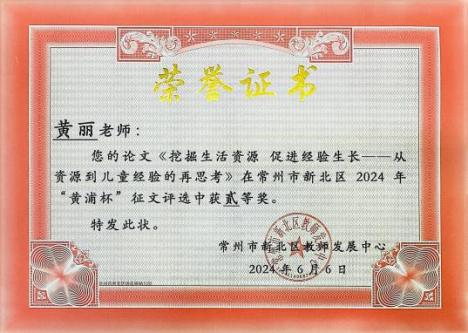 荣誉证书
黄丽老师：
您的论文《挖掘生活资源 促进经验生长——从
资源到儿童经验的再思考》在常州市新北区 2024 年
“黄浦杯”征文评选中获贰等奖。
特发此状。
常州市新北区教师发展中心
2024 年 6 月 6 日